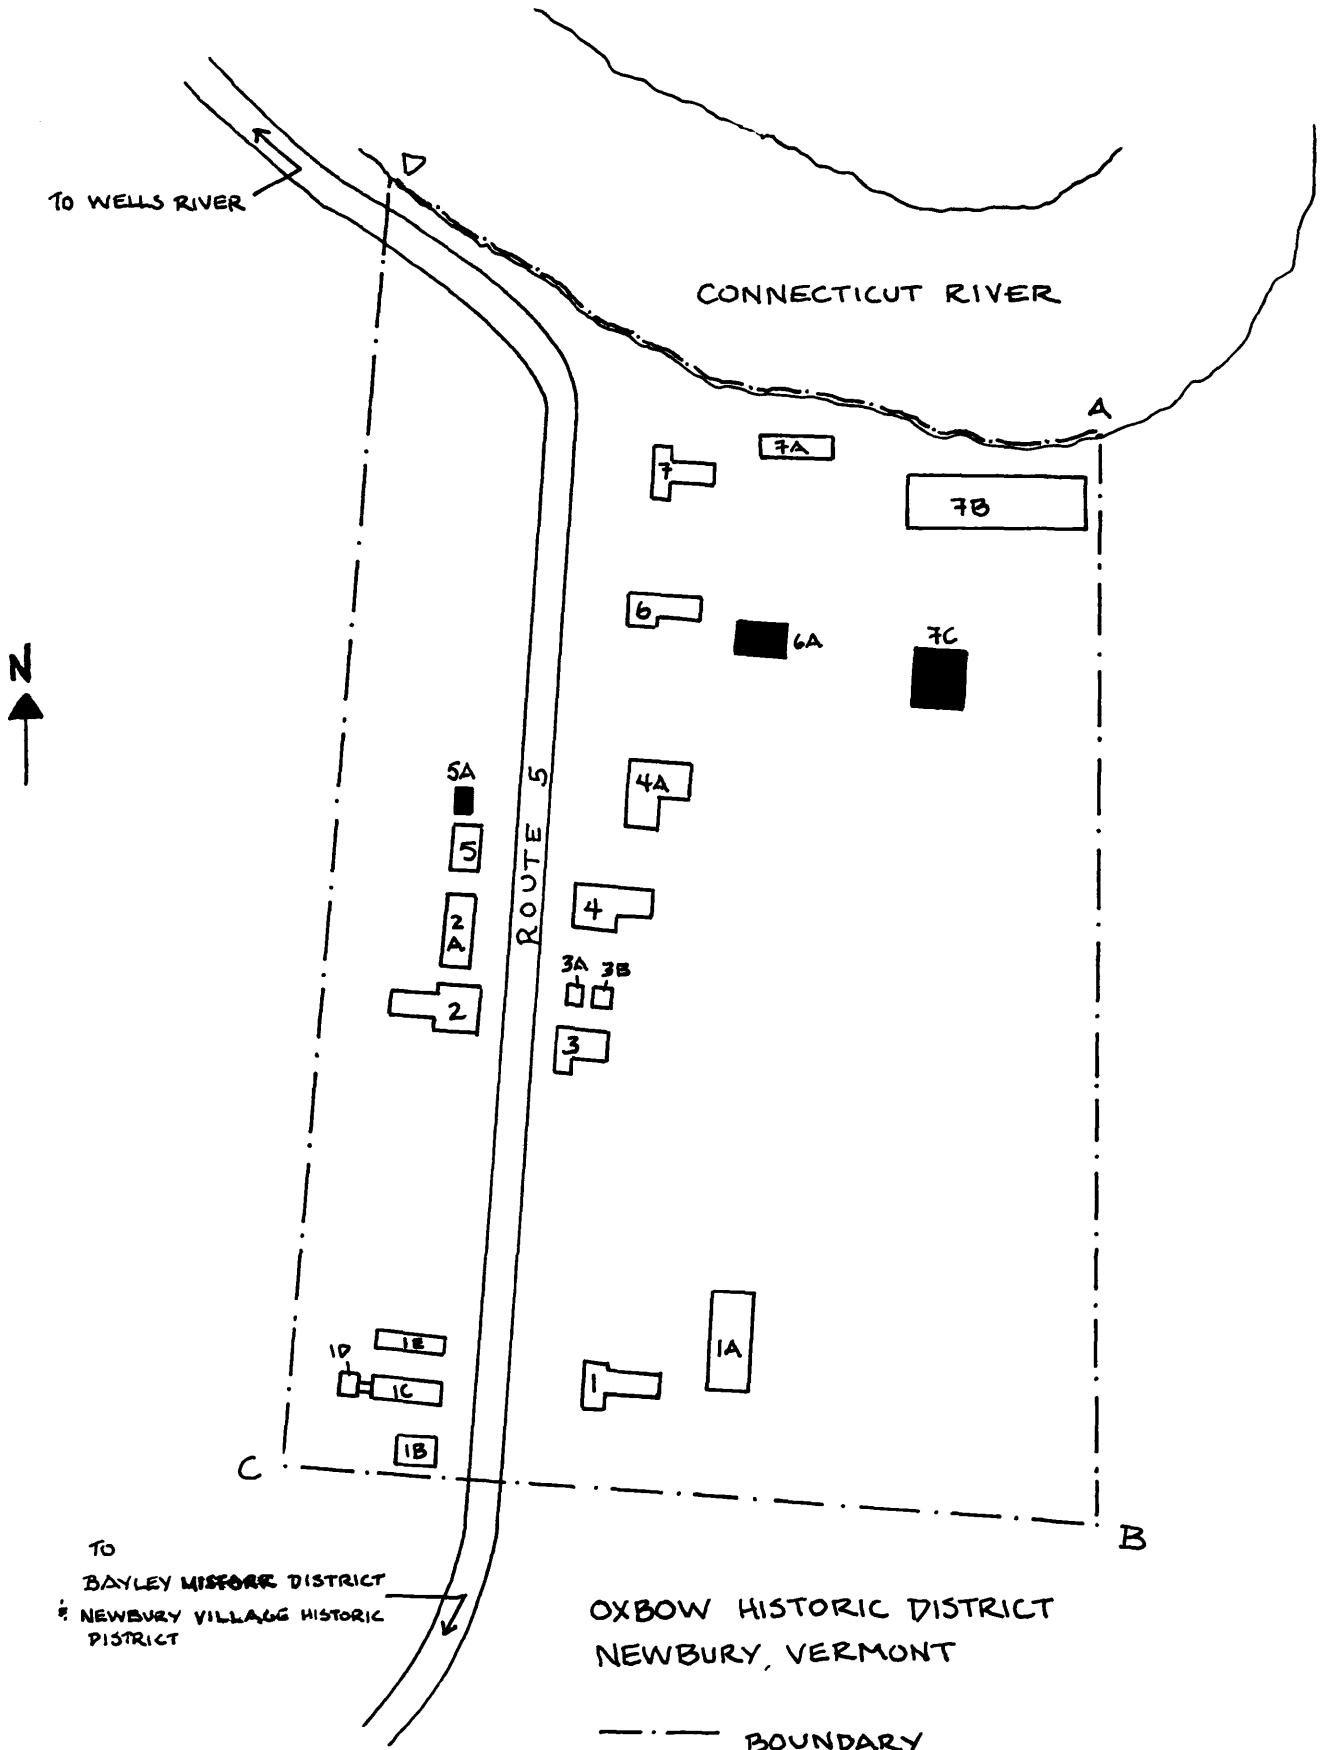 D
TO WELLS RIVER
CONNECTICUT RIVER
A
7A
7
7B
6
6A
7C
N
5A
4A
5
ROUTE 5
2
A
4
3A 3B
2
3
1E
1D
1C
1A
1
1B
C
B
TO
BAYLEY DISTRICT
& NEWBURY VILLAGE HISTORIC
DISTRICT
OXBOW HISTORIC DISTRICT
NEWBURY, VERMONT
BOUNDARY